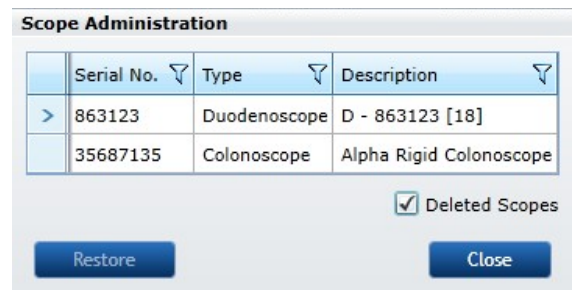 Scope Administration
Serial No. Type Description
> 863123 Duodenoscope D - 863123 [18]
35687135 Colonoscope Alpha Rigid Colonoscope
Deleted Scopes
Restore Close